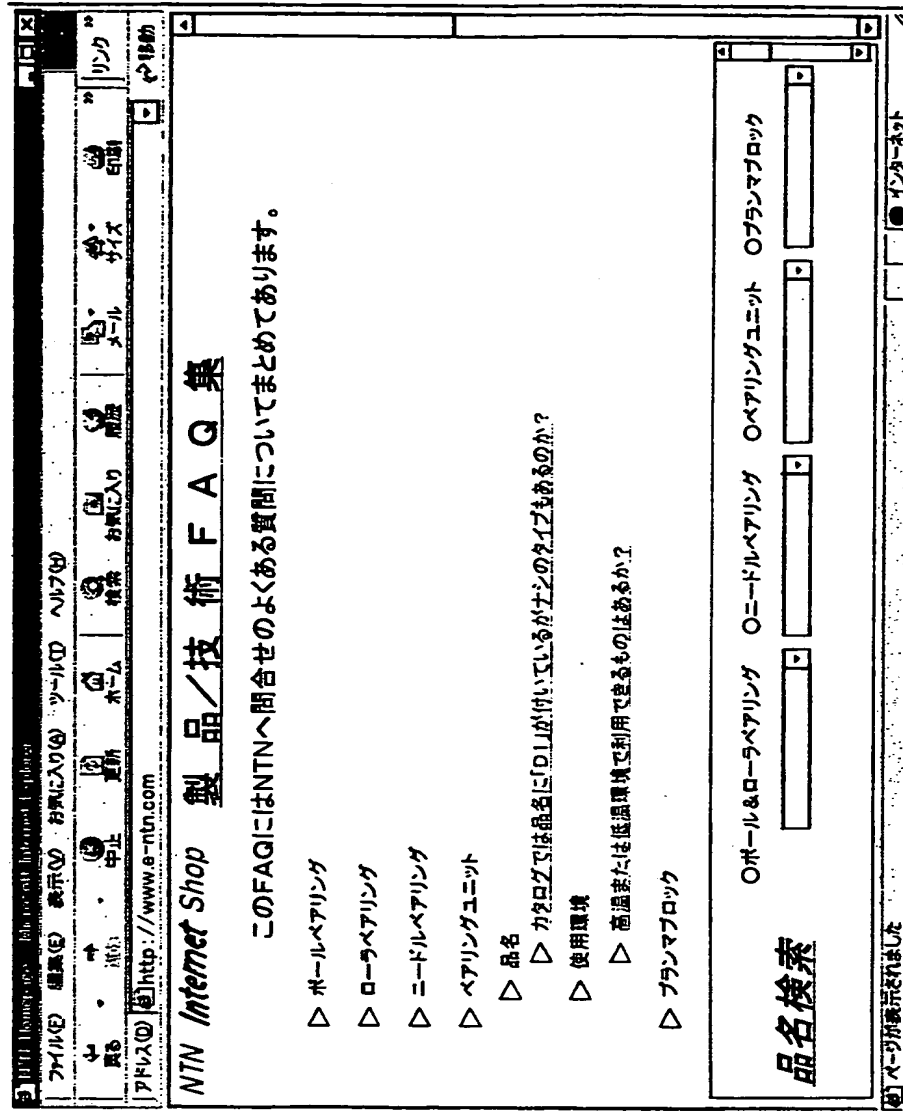 NTN Homepage - Microsoft Internet Explorer
ファイル(F) 編集(E) 表示(V) お気に入り(A) ツール(T) ヘルプ(H)
戻る 中止 更新 ホーム 検索 お気に入り 履歴 メール サイズ 印刷 » リンク »
アドレス(D) http://www.e-ntn.com 移動
NTN Internet Shop 製品／技術FAQ集
このFAQにはNTNへ問合せのよくある質問についてまとめてあります。
▷ ボールベアリング
▷ ローラベアリング
▷ ニードルベアリング
▷ ベアリングユニット
▷ 品名
▷ カタログでは品名に「D1」が付いているがナシのタイプもあるのか?
▷ 使用環境
▷ 高温または低温環境で利用できるものはあるか?
▷ プランマブロック
品名検索
○ボール&ローラベアリング ○ニードルベアリング ○ベアリングユニット ○プランマブロック
ページが表示されました インターネット